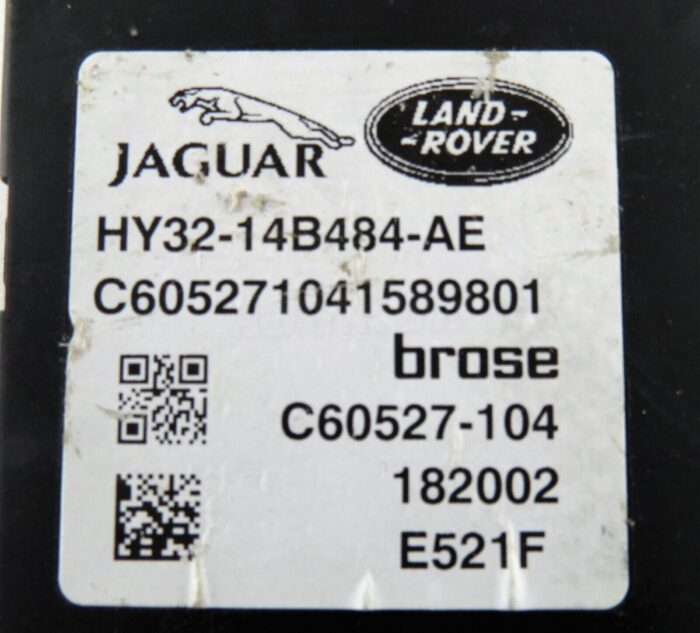 JAGUAR
LAND-
-ROVER
HY32-14B484-AE
C605271041589801
brose
C60527-104
182002
E521F